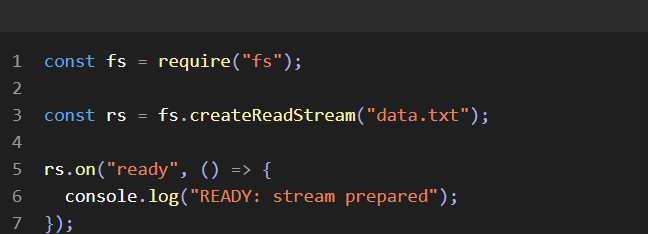 1 const fs = require("fs");
2
3 const rs = fs.createReadStream("data.txt");
4
5 rs.on("ready", () => {
6   console.log("READY: stream prepared");
7 });